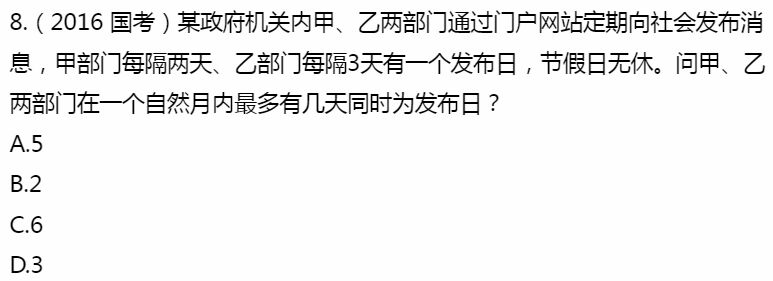 8.（2016 国考）某政府机关内甲、乙两部门通过门户网站定期向社会发布消
息，甲部门每隔两天、乙部门每隔3天有一个发布日，节假日无休。问甲、乙
两部门在一个自然月内最多有几天同时为发布日？
A.5
B.2
C.6
D.3